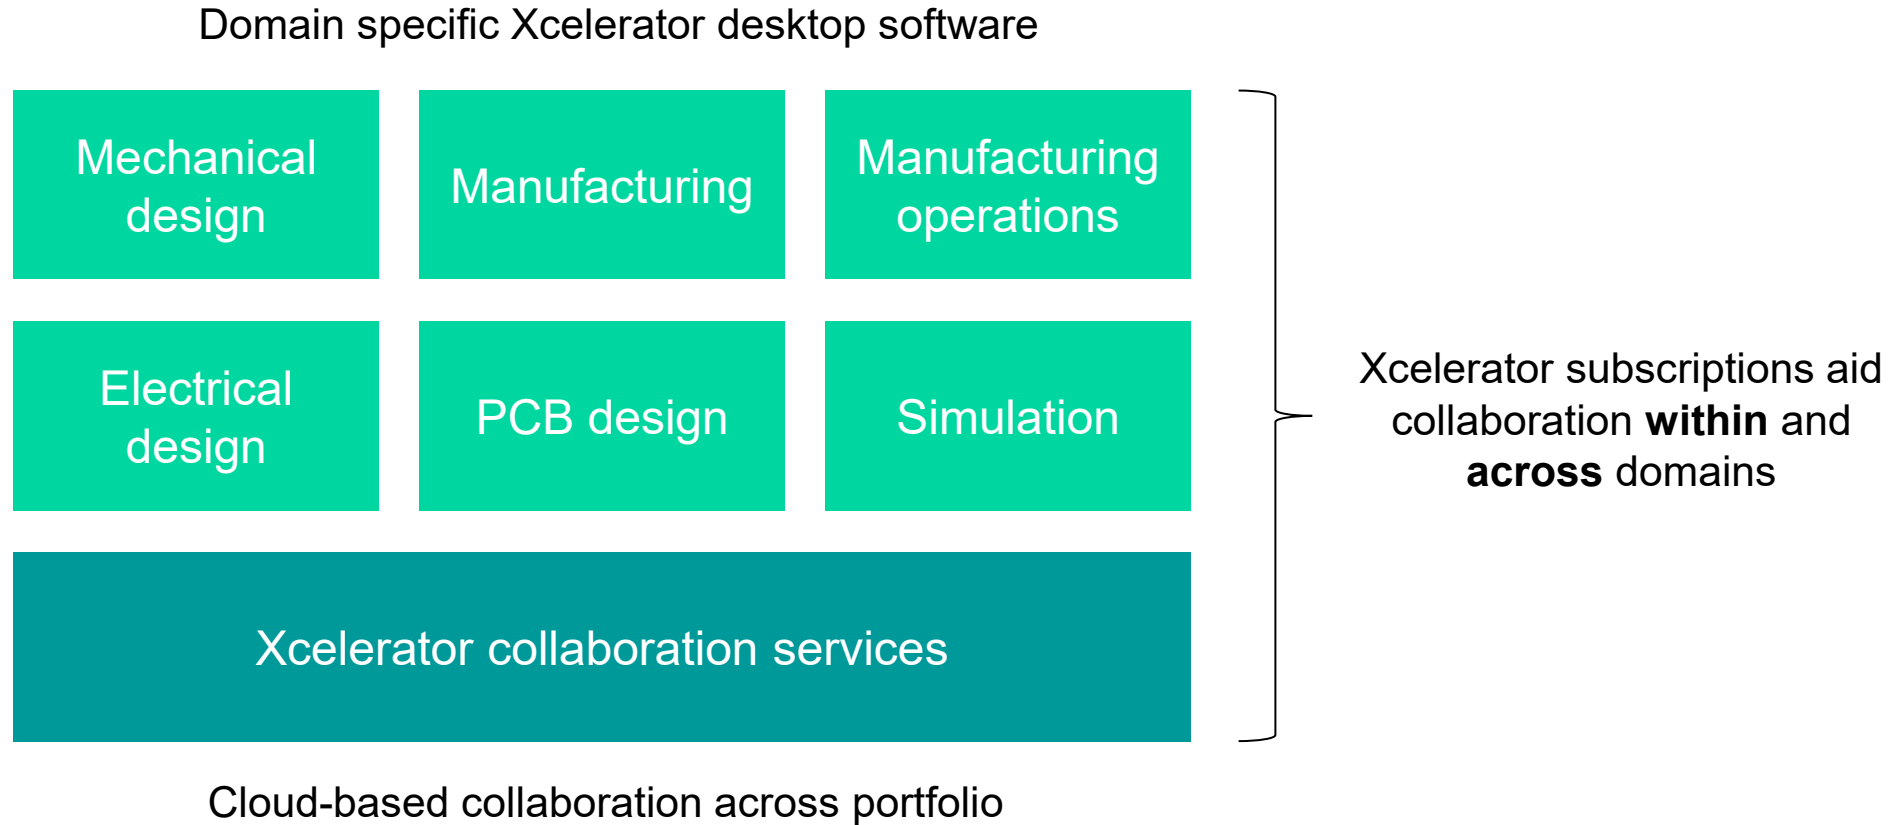 Domain specific Xcelerator desktop software
Mechanical
design
Manufacturing
Manufacturing
operations
Electrical
design
PCB design
Simulation
Xcelerator collaboration services
Cloud-based collaboration across portfolio
Xcelerator subscriptions aid
collaboration within and
across domains